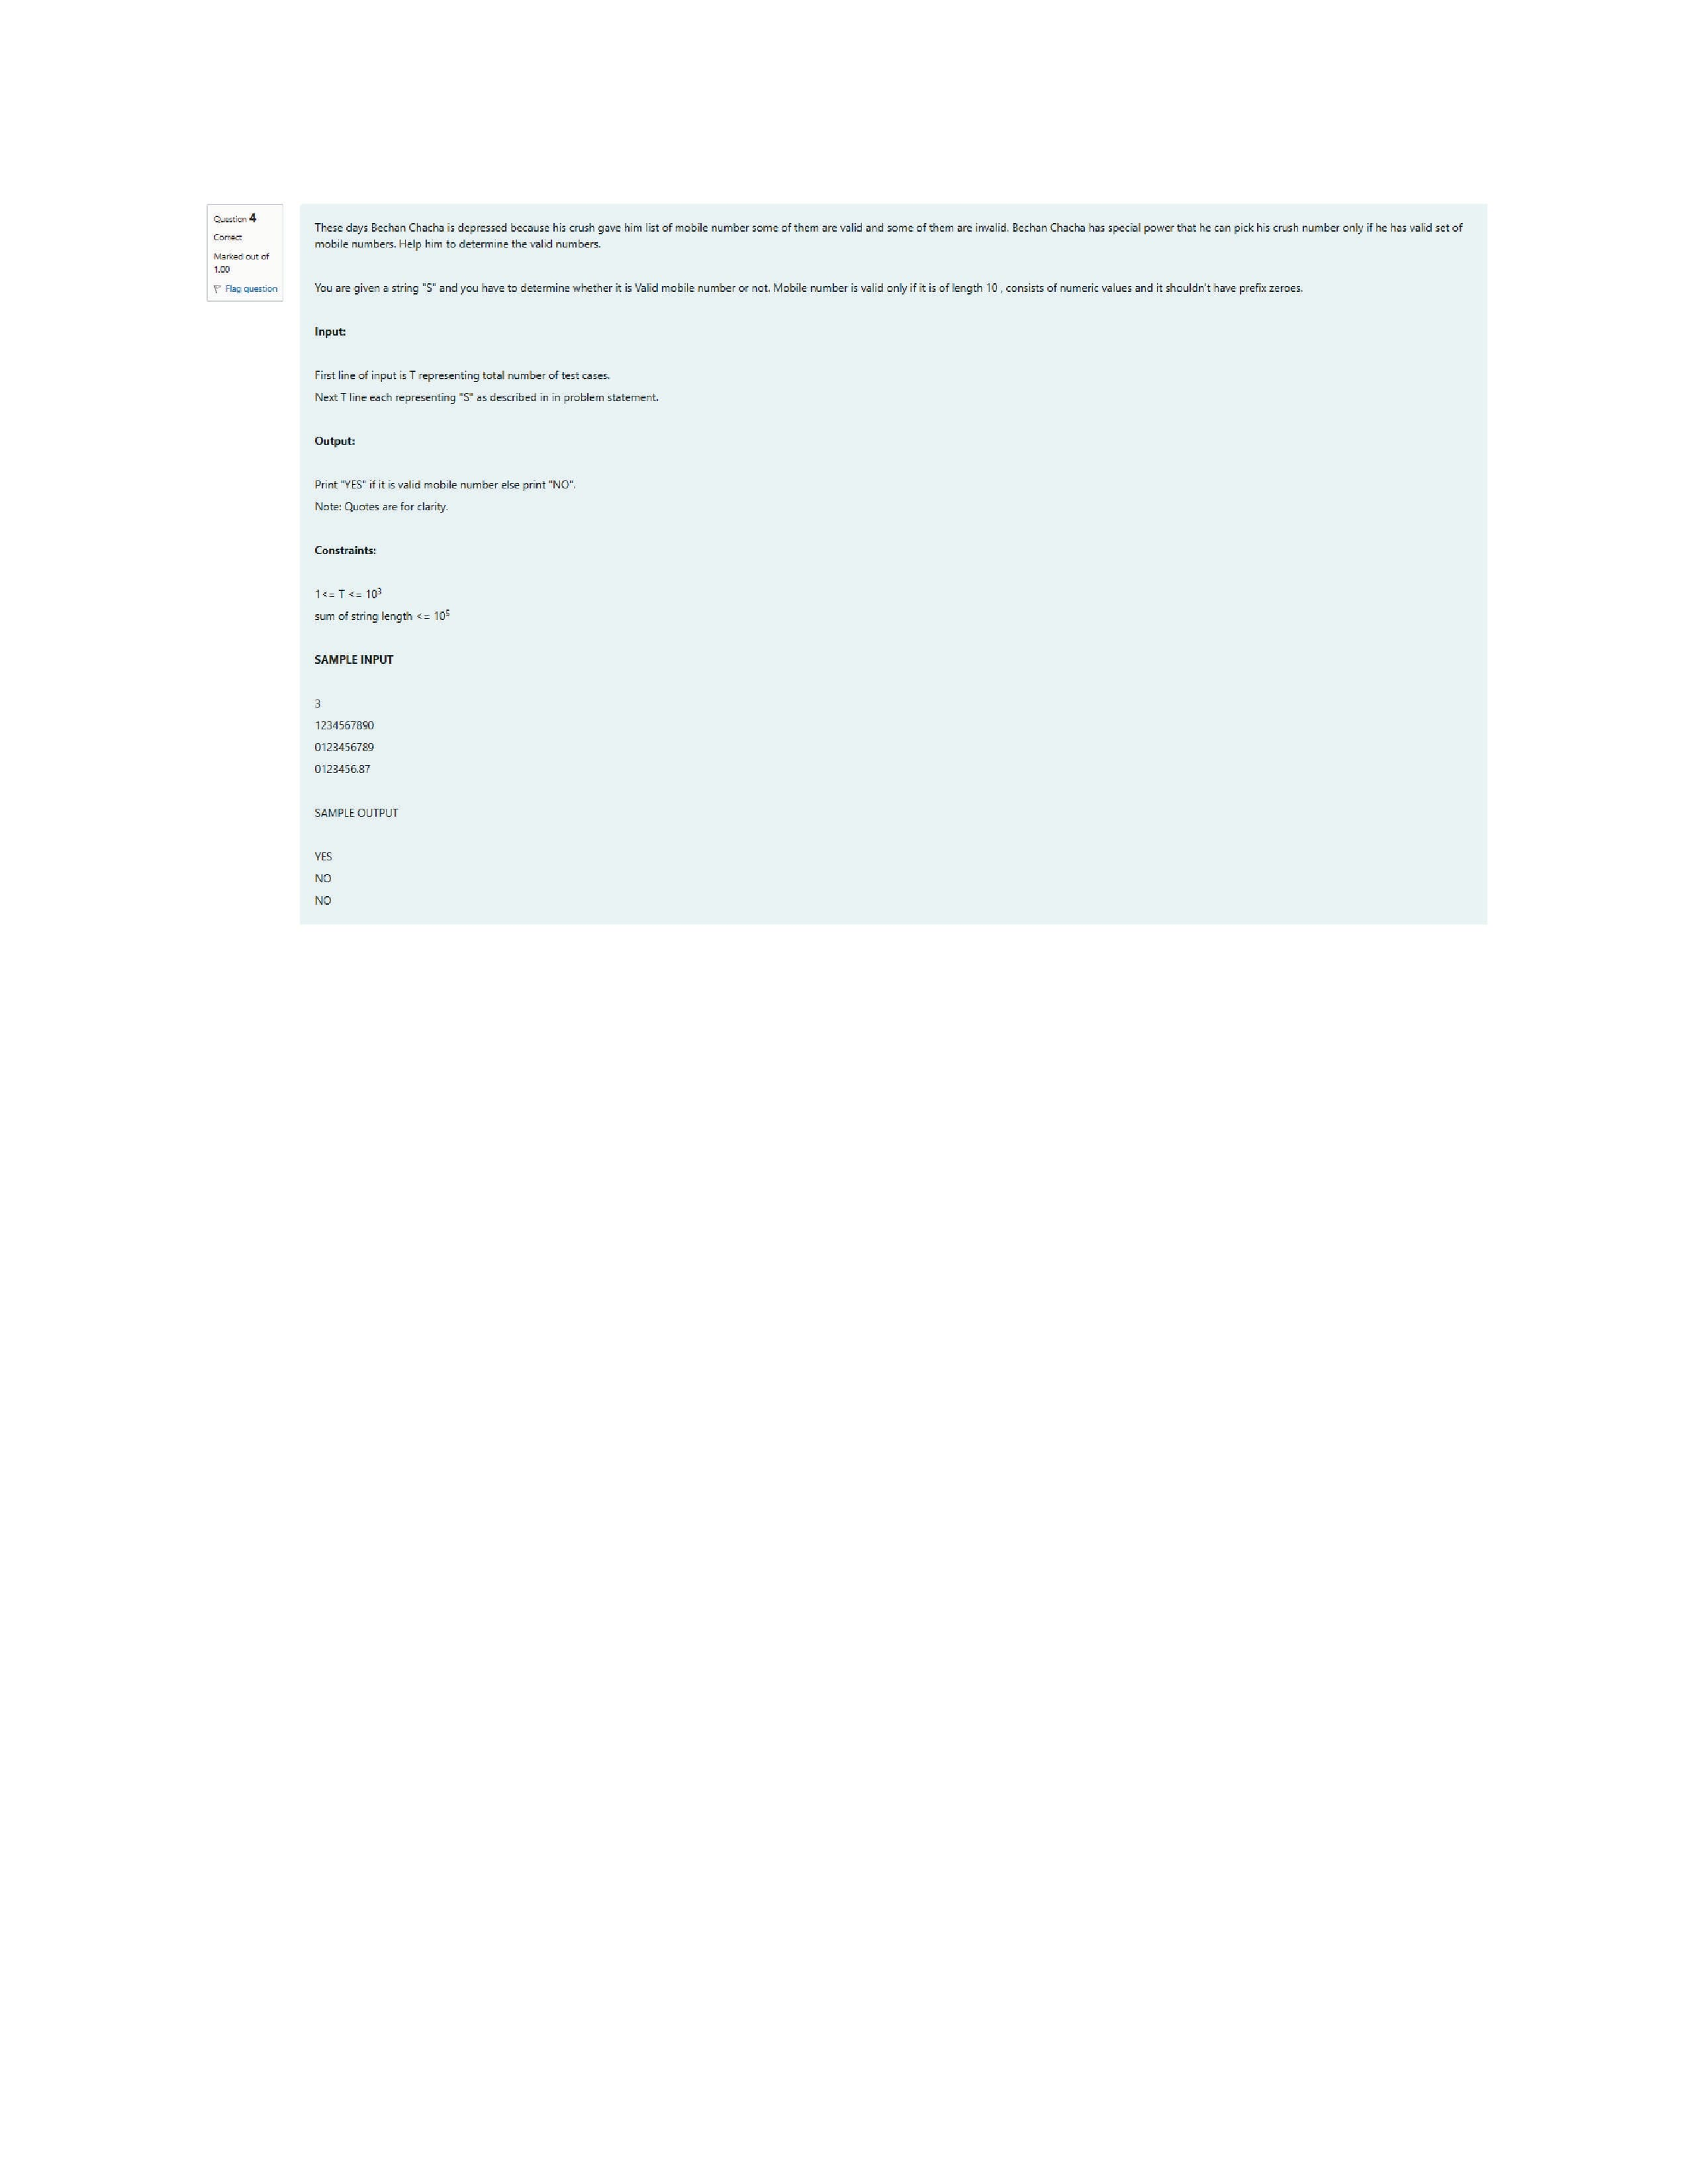 Question 4
Correct
Marked out of
1.00
Flag question
These days Bechan Chacha is depressed because his crush gave him list of mobile number some of them are valid and some of them are invalid. Bechan Chacha has special power that he can pick his crush number only if he has valid set of
mobile numbers. Help him to determine the valid numbers.
You are given a string "S" and you have to determine whether it is Valid mobile number or not. Mobile number is valid only if it is of length 10 , consists of numeric values and it shouldn't have prefix zeroes.
Input:
First line of input is T representing total number of test cases.
Next T line each representing "S" as described in in problem statement.
Output:
Print "YES" if it is valid mobile number else print "NO".
Note: Quotes are for clarity.
Constraints:
1<= T <= 10³
sum of string length <= 10⁵
SAMPLE INPUT
3
1234567890
0123456789
0123456.87
SAMPLE OUTPUT
YES
NO
NO